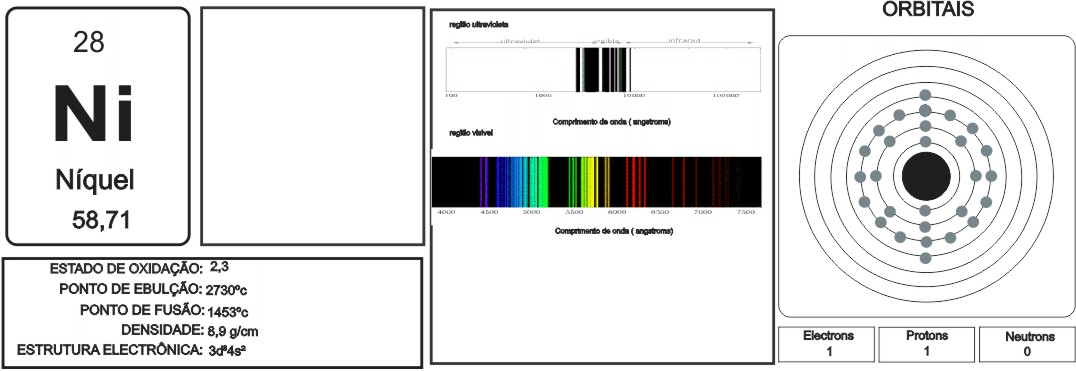 28
Ni
Níquel
58,71
ESTADO DE OXIDAÇÃO: 2,3
PONTO DE EBULÇÃO: 2730ºc
PONTO DE FUSÃO: 1453ºc
DENSIDADE: 8,9 g/cm
ESTRUTURA ELECTRÔNICA: 3d⁸4s²
região ultravioleta
ultraviolet visible infrared
100 1000 10000 100000
Comprimento de onda ( angstroms)
região visível
4000 4500 5000 5500 6000 6500 7000 7500
Comprimento de onda ( angstroms)
ORBITAIS
Electrons Protons Neutrons
1 1 0